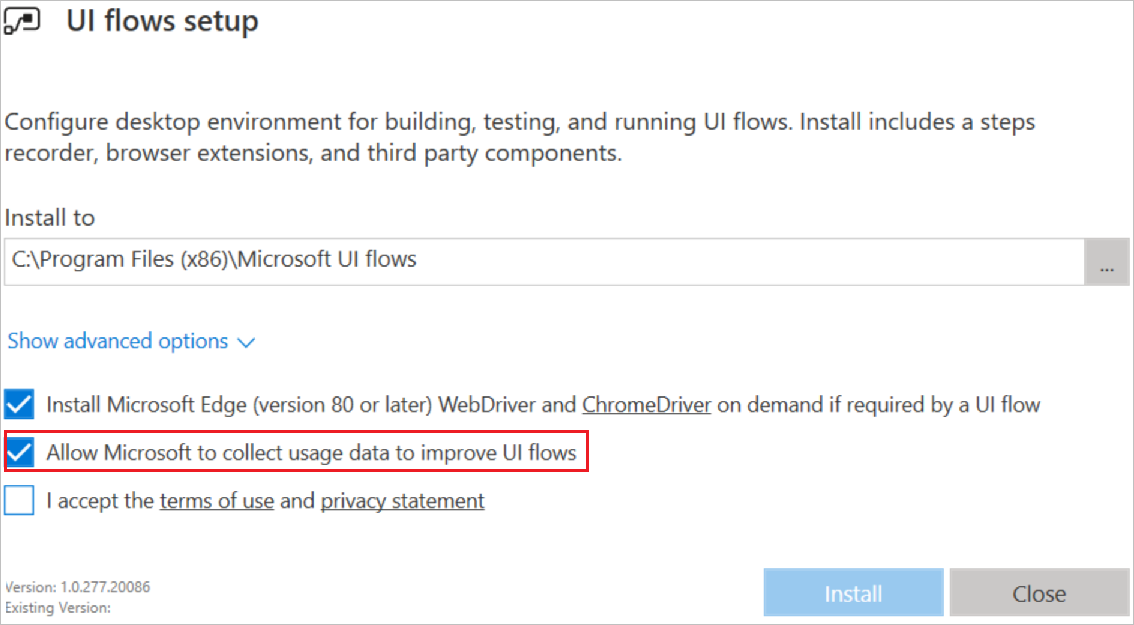 UI flows setup
Configure desktop environment for building, testing, and running UI flows. Install includes a steps
recorder, browser extensions, and third party components.
Install to
C:\Program Files (x86)\Microsoft UI flows
...
Show advanced options
Install Microsoft Edge (version 80 or later) WebDriver and ChromeDriver on demand if required by a UI flow
Allow Microsoft to collect usage data to improve UI flows
I accept the terms of use and privacy statement
Version: 1.0.277.20086
Existing Version:
Install
Close